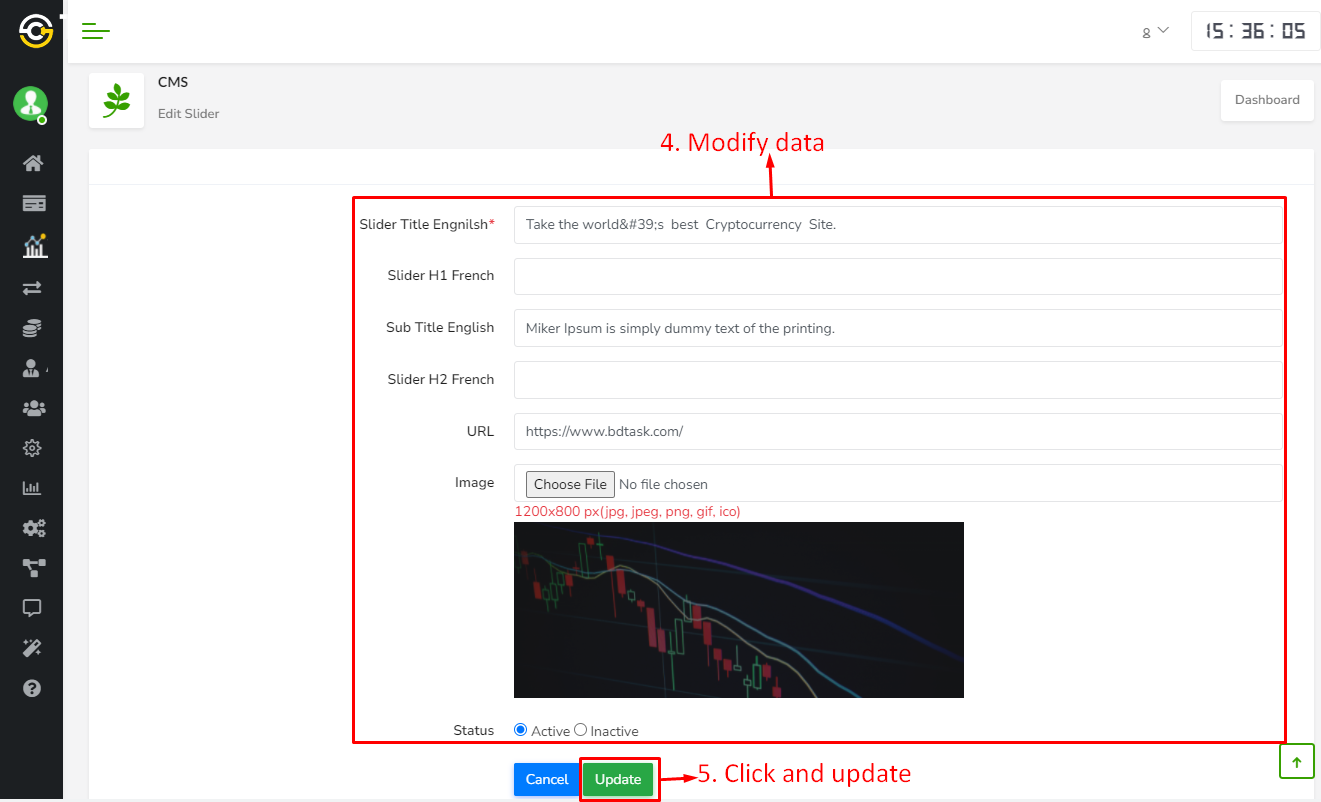 15:36:05
CMS
Edit Slider
Dashboard
4. Modify data
Slider Title Engnilsh* Take the world&#39;s best Cryptocurrency Site.
Slider H1 French
Sub Title English Miker Ipsum is simply dummy text of the printing.
Slider H2 French
URL https://www.bdtask.com/
Image Choose File No file chosen
1200x800 px(jpg, jpeg, png, gif, ico)
Status Active Inactive
Cancel Update 5. Click and update